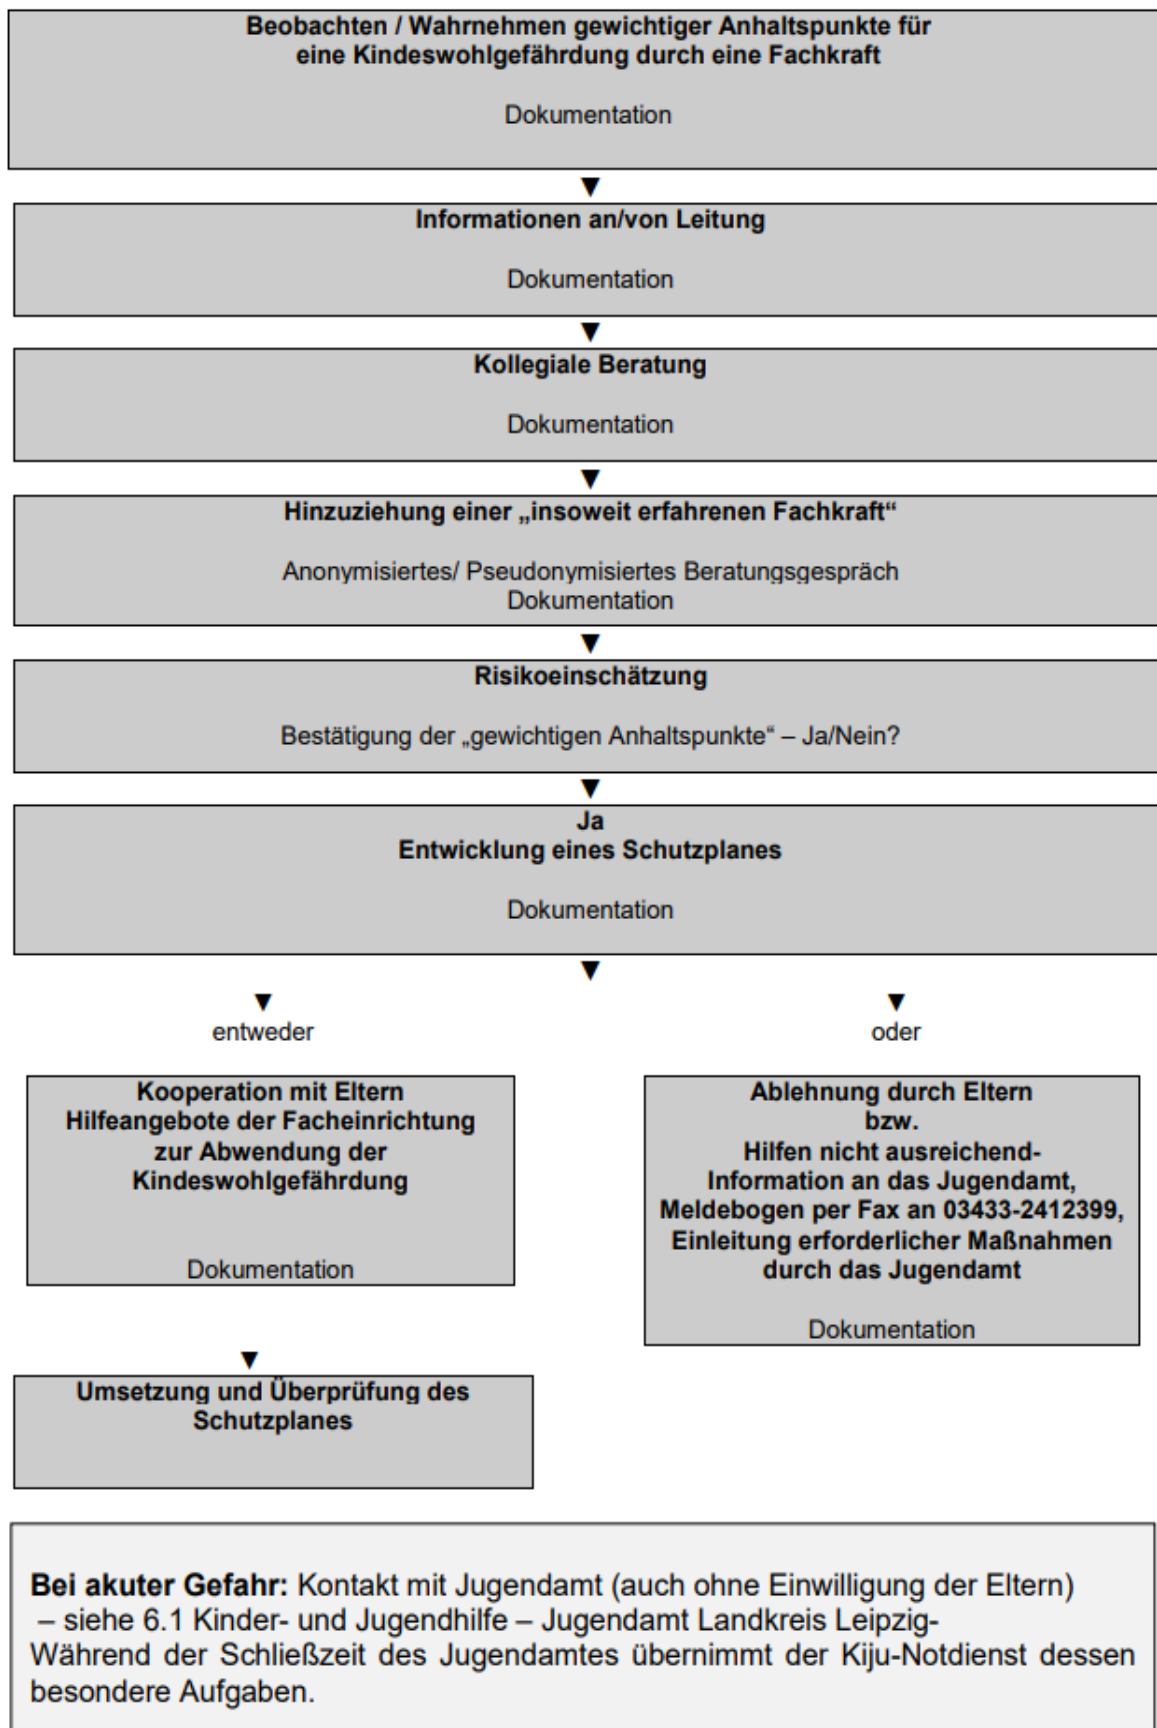 Beobachten / Wahrnehmen gewichtiger Anhaltspunkte für
eine Kindeswohlgefährdung durch eine Fachkraft
Dokumentation
▼
Informationen an/von Leitung
Dokumentation
▼
Kollegiale Beratung
Dokumentation
▼
Hinzuziehung einer „insoweit erfahrenen Fachkraft“
Anonymisiertes/ Pseudonymisiertes Beratungsgespräch
Dokumentation
▼
Risikoeinschätzung
Bestätigung der „gewichtigen Anhaltspunkte“ – Ja/Nein?
▼
Ja
Entwicklung eines Schutzplanes
Dokumentation
▼
▼
entweder
Kooperation mit Eltern
Hilfeangebote der Facheinrichtung
zur Abwendung der
Kindeswohlgefährdung
Dokumentation
▼
Umsetzung und Überprüfung des
Schutzplanes
▼
oder
Ablehnung durch Eltern
bzw.
Hilfen nicht ausreichend-
Information an das Jugendamt,
Meldebogen per Fax an 03433-2412399,
Einleitung erforderlicher Maßnahmen
durch das Jugendamt
Dokumentation
Bei akuter Gefahr: Kontakt mit Jugendamt (auch ohne Einwilligung der Eltern)
– siehe 6.1 Kinder- und Jugendhilfe – Jugendamt Landkreis Leipzig-
Während der Schließzeit des Jugendamtes übernimmt der Kiju-Notdienst dessen
besondere Aufgaben.